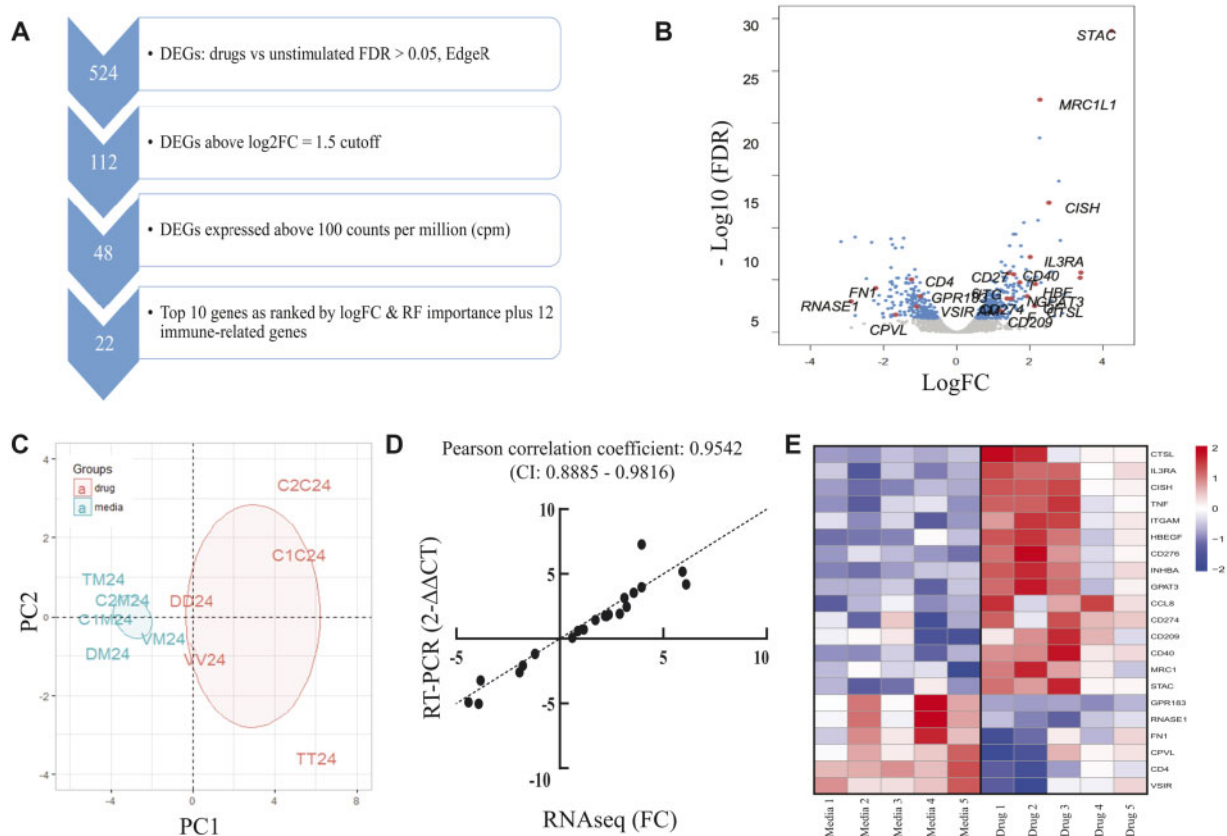 A
524
• DEGs: drugs vs unstimulated FDR > 0.05, EdgeR
112
• DEGs above log2FC = 1.5 cutoff
48
• DEGs expressed above 100 counts per million (cpm)
22
• Top 10 genes as ranked by logFC & RF importance plus 12
immune-related genes
B
- Log10 (FDR)
30
25
20
15
10
5
STAC
MRC1L1
CISH
IL3RA
CD27
CD40
CD4
FN1
GPR183
HBE
RNASE1
GPAT3
VSIR
CD274
CTSL
CPVL
CD209
-4
-2
0
2
4
LogFC
C
Groups
a drug
a media
PC2
4
2
0
-2
-4
C2C24
C1C24
TM24
DD24
C2M24
C1M24
VM24
VV24
DM24
TT24
-4
0
4
8
PC1
D
Pearson correlation coefficient: 0.9542
(CI: 0.8885 - 0.9816)
RT-PCR (2-ΔΔCT)
10
5
-5
5
10
-5
-10
RNAseq (FC)
E
CTSL
IL3RA
CISH
TNF
ITGAM
HBEGF
CD276
INHBA
GPAT3
CCL8
CD274
CD209
CD40
MRC1
STAC
GPR183
RNASE1
FN1
CPVL
CD4
VSIR
2
1
0
-1
-2
Media 1
Media 2
Media 3
Media 4
Media 5
Drug 1
Drug 2
Drug 3
Drug 4
Drug 5